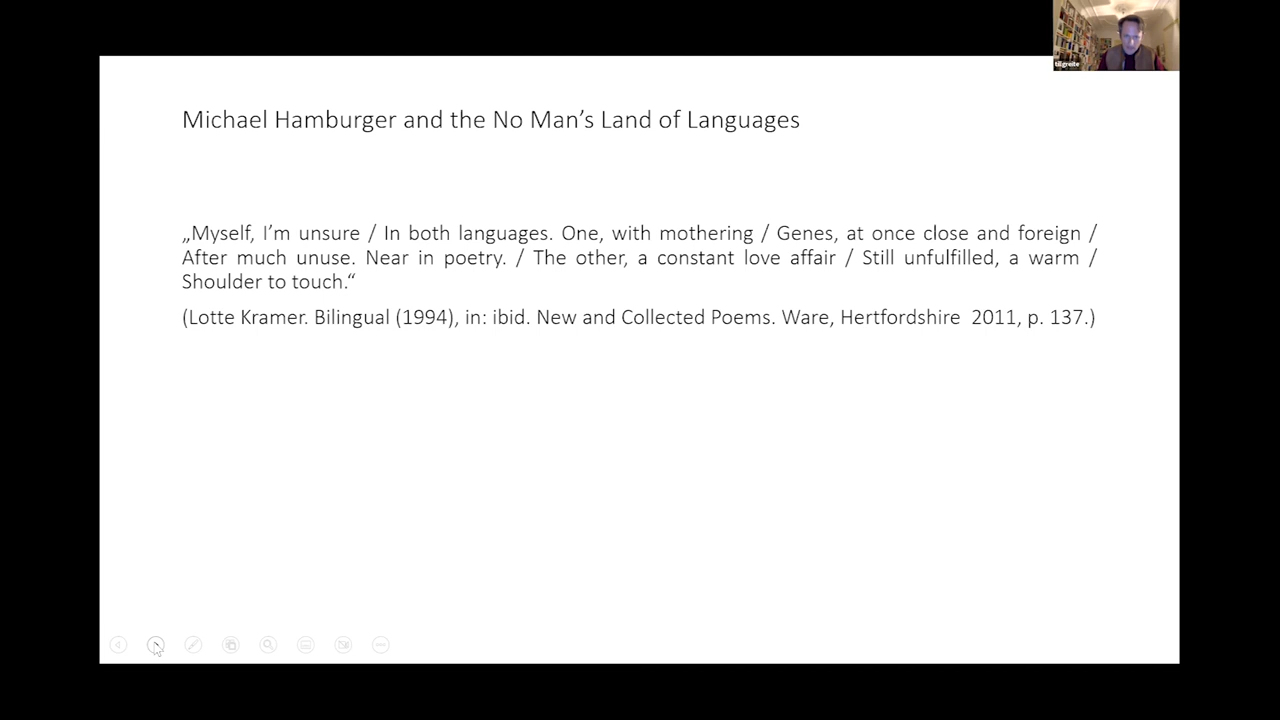 tillgreite
Michael Hamburger and the No Man’s Land of Languages
„Myself, I’m unsure / In both languages. One, with mothering / Genes, at once close and foreign /
After much unuse. Near in poetry. / The other, a constant love affair / Still unfulfilled, a warm /
Shoulder to touch.“
(Lotte Kramer. Bilingual (1994), in: ibid. New and Collected Poems. Ware, Hertfordshire 2011, p. 137.)